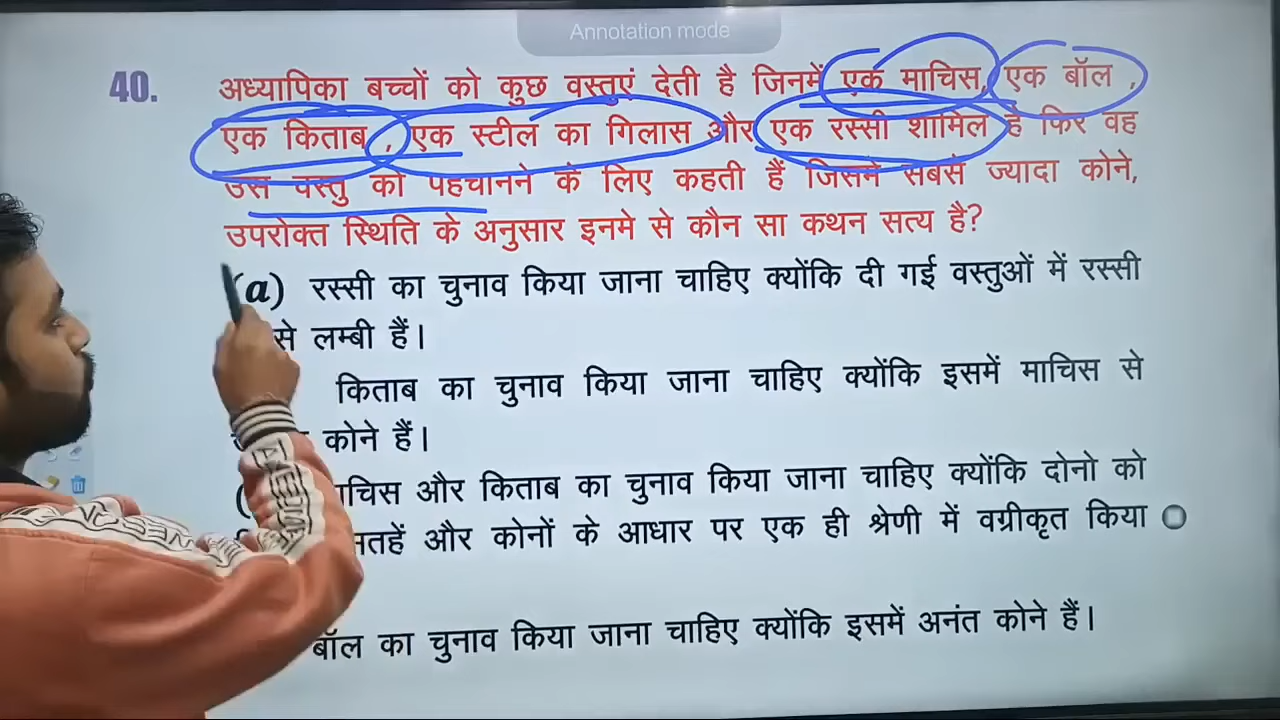 Annotation mode
40. अध्यापिका बच्चों को कुछ वस्तुएं देती है जिनमें एक माचिस, एक बॉल ,
एक किताब , एक स्टील का गिलास और एक रस्सी शामिल है फिर वह
उस वस्तु को पहचानने के लिए कहती हैं जिसमे सबसे ज्यादा कोने,
उपरोक्त स्थिति के अनुसार इनमे से कौन सा कथन सत्य है?
(a) रस्सी का चुनाव किया जाना चाहिए क्योंकि दी गई वस्तुओं में रस्सी
से लम्बी हैं।
किताब का चुनाव किया जाना चाहिए क्योंकि इसमें माचिस से
कोने हैं।
और किताब का चुनाव किया जाना चाहिए क्योंकि दोनो को
और कोनों के आधार पर एक ही श्रेणी में वग्रीकृत किया
बॉल का चुनाव किया जाना चाहिए क्योंकि इसमें अनंत कोने हैं।